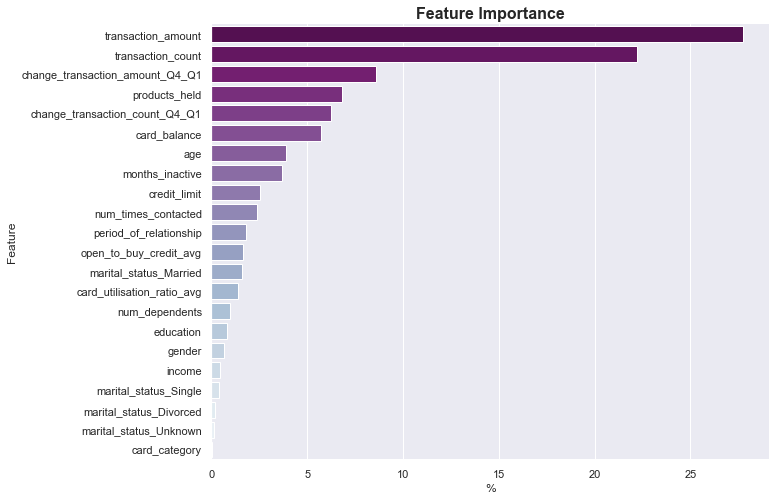 Feature Importance
transaction_amount
transaction_count
change_transaction_amount_Q4_Q1
products_held
change_transaction_count_Q4_Q1
card_balance
age
months_inactive
credit_limit
num_times_contacted
period_of_relationship
open_to_buy_credit_avg
marital_status_Married
card_utilisation_ratio_avg
num_dependents
education
gender
income
marital_status_Single
marital_status_Divorced
marital_status_Unknown
card_category
Feature
0 5 10 15 20 25
%